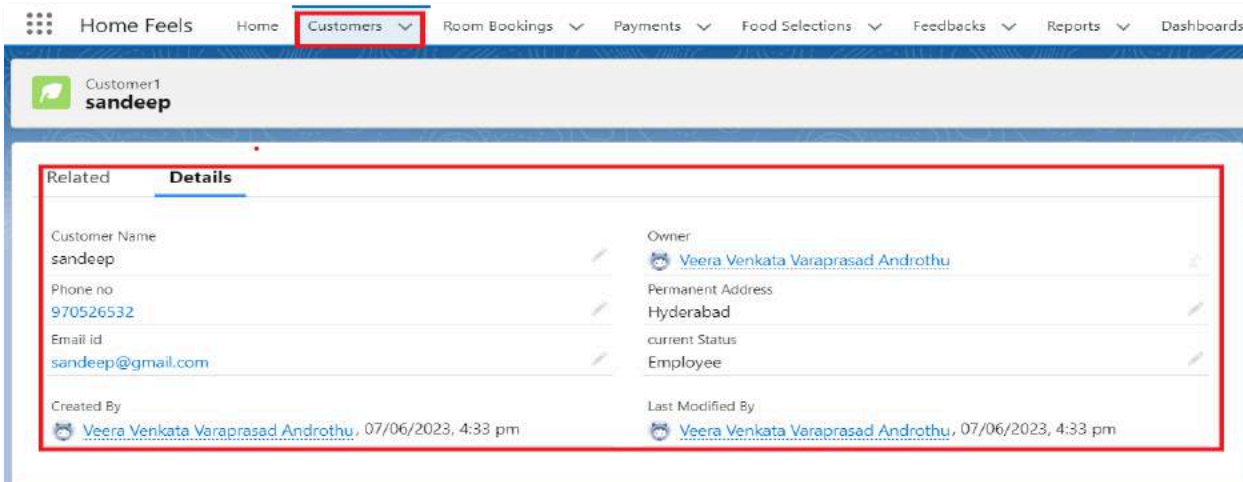 Home Feels Home Customers Room Bookings Payments Food Selections Feedbacks Reports Dashboards
Customer1
sandeep
Related Details
Customer Name Owner
sandeep Veera Venkata Varaprasad Androthu
Phone no Permanent Address
970526532 Hyderabad
Email id current Status
sandeep@gmail.com Employee
Created By Last Modified By
Veera Venkata Varaprasad Androthu, 07/06/2023, 4:33 pm Veera Venkata Varaprasad Androthu, 07/06/2023, 4:33 pm